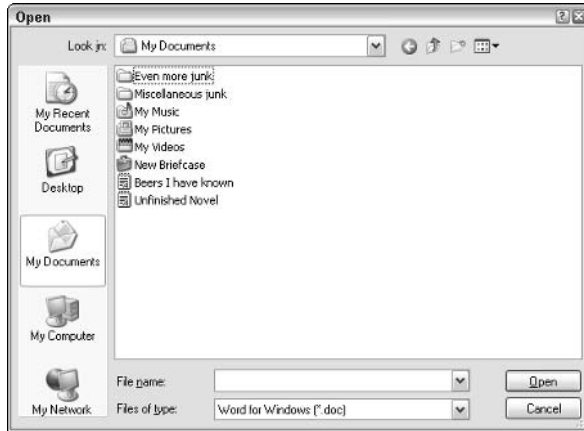 Open
Look in: My Documents
My Recent
Documents
Desktop
My Documents
My Computer
My Network
Even more junk
Miscellaneous junk
My Music
My Pictures
My Videos
New Briefcase
Beers I have known
Unfinished Novel
File name:
Open
Files of type: Word for Windows (*.doc)
Cancel